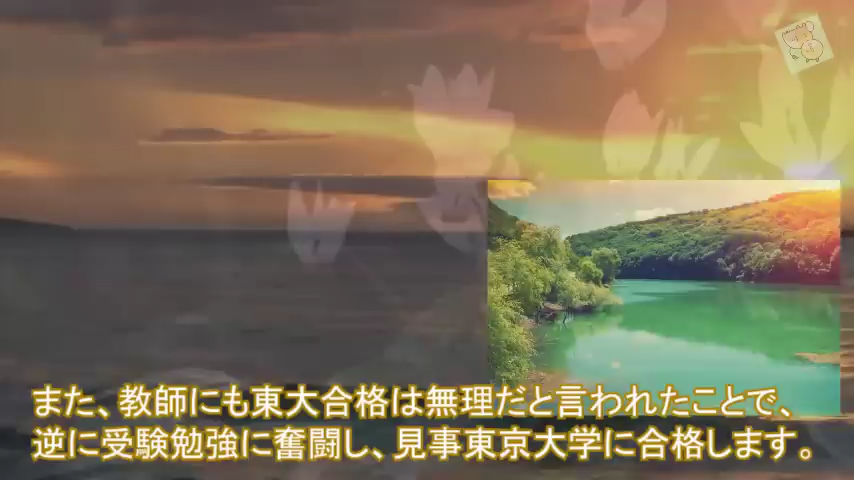 また、教師にも東大合格は無理だと言われたことで、
逆に受験勉強に奮闘し、見事東京大学に合格します。